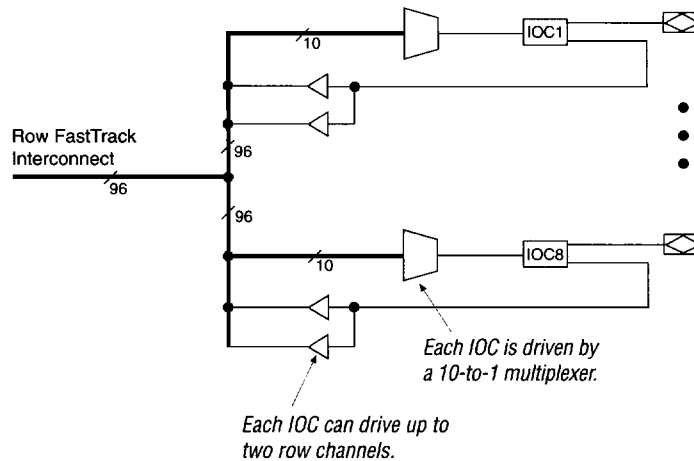 10
IOC1
Row FastTrack
Interconnect
96
96
96
10
IOC8
Each IOC is driven by
a 10-to-1 multiplexer.
Each IOC can drive up to
two row channels.